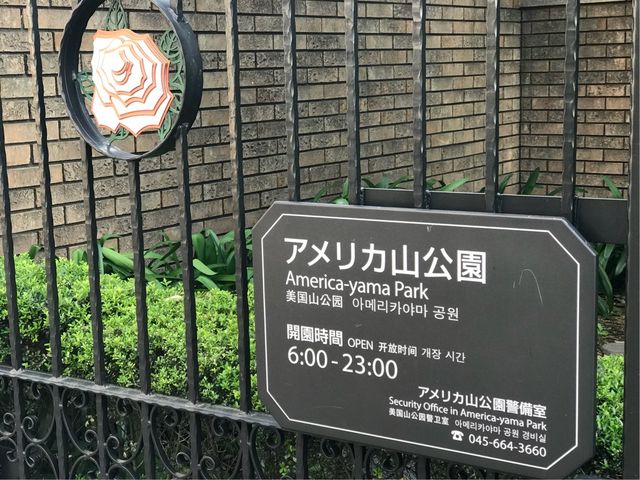 アメリカ山公園
America-yama Park
美国山公园 아메리카야마 공원
開園時間 OPEN 开放时间 개장 시간
6:00 - 23:00
アメリカ山公園警備室
Security Office in America-yama Park
美国山公园警卫室 아메리카야마 공원 경비실
☎ 045-664-3660